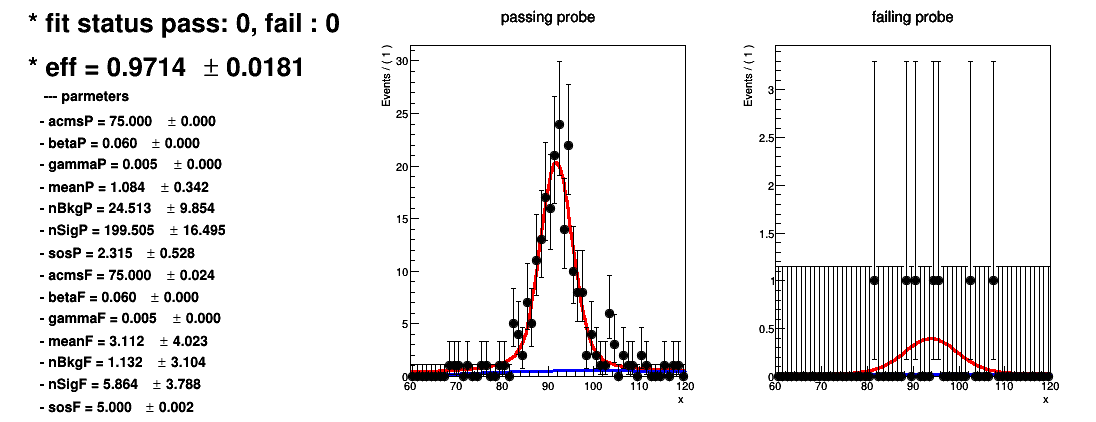 * fit status pass: 0, fail : 0
* eff = 0.9714 ± 0.0181
--- parmeters
- acmsP = 75.000 ± 0.000
- betaP = 0.060 ± 0.000
- gammaP = 0.005 ± 0.000
- meanP = 1.084 ± 0.342
- nBkgP = 24.513 ± 9.854
- nSigP = 199.505 ± 16.495
- sosP = 2.315 ± 0.528
- acmsF = 75.000 ± 0.024
- betaF = 0.060 ± 0.000
- gammaF = 0.005 ± 0.000
- meanF = 3.112 ± 4.023
- nBkgF = 1.132 ± 3.104
- nSigF = 5.864 ± 3.788
- sosF = 5.000 ± 0.002
passing probe
Events / ( 1 )
30
25
20
15
10
5
0
60 70 80 90 100 110 120
x
failing probe
Events / ( 1 )
3
2.5
2
1.5
1
0.5
0
60 70 80 90 100 110 120
x